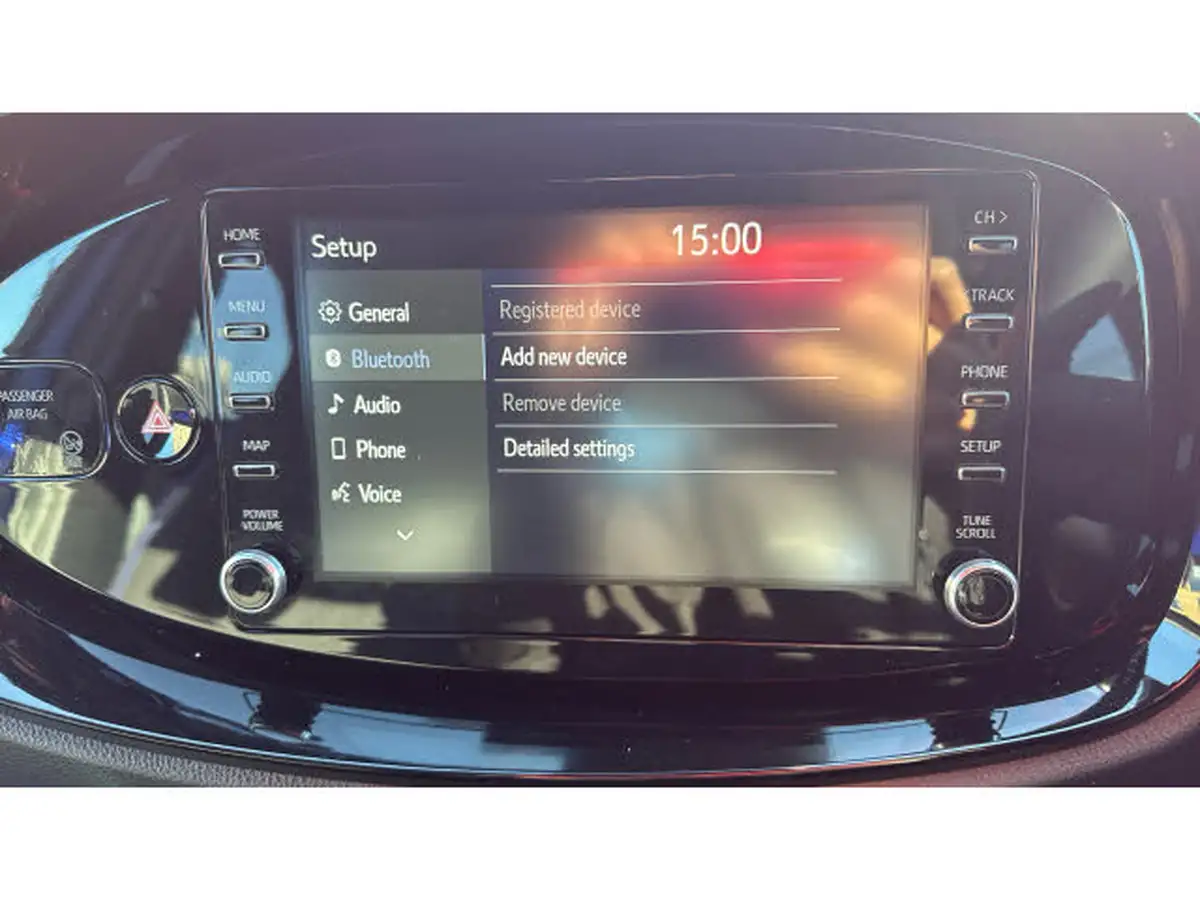 HOME
MENU
AUDIO
MAP
POWER
VOLUME
PASSENGER
AIR BAG
Setup
15:00
General
Bluetooth
Audio
Phone
Voice
Registered device
Add new device
Remove device
Detailed settings
CH >
TRACK
PHONE
SETUP
TUNE
SCROLL